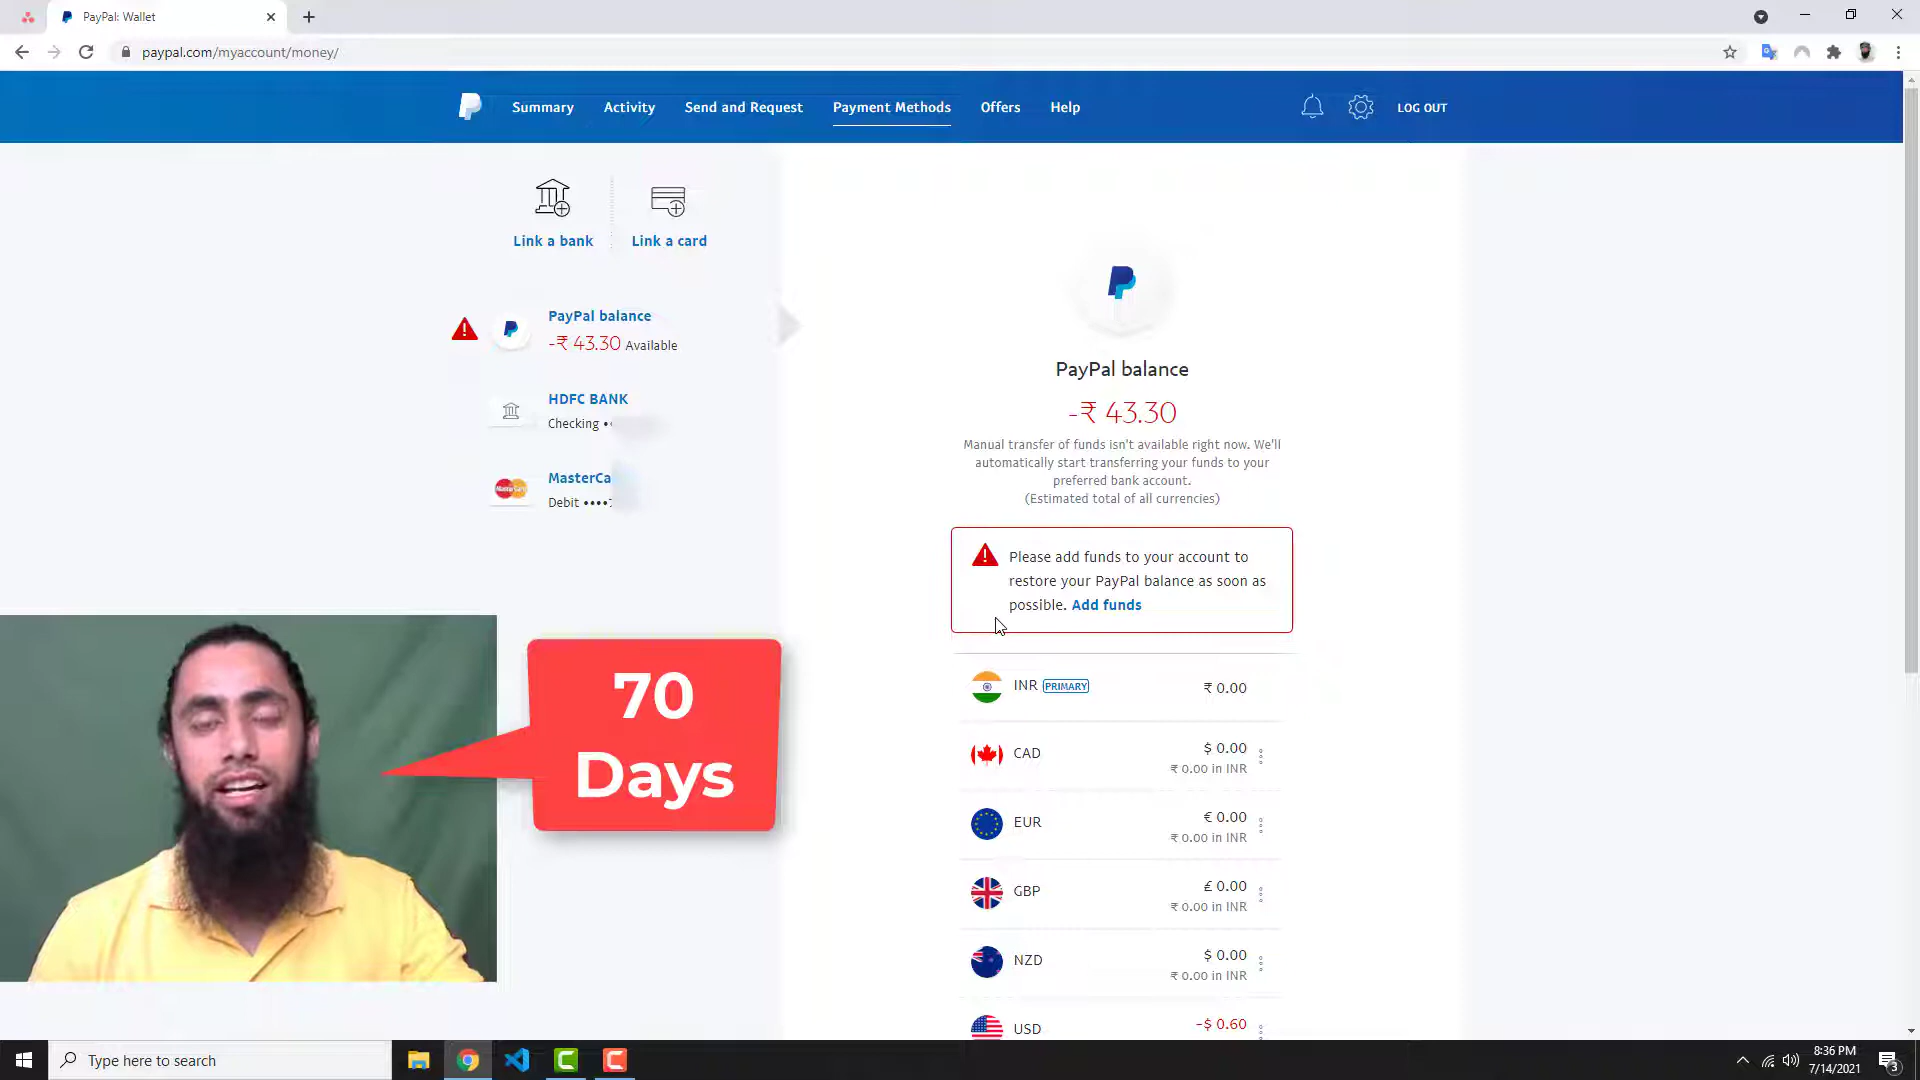 PayPal: Wallet
paypal.com/myaccount/money/
Summary
Activity
Send and Request
Payment Methods
Offers
Help
LOG OUT
Link a bank
Link a card
PayPal balance
-₹ 43.30 Available
HDFC BANK
Checking ••
MasterCa
Debit ••••
PayPal balance
-₹ 43.30
Manual transfer of funds isn't available right now. We'll
automatically start transferring your funds to your
preferred bank account.
(Estimated total of all currencies)
Please add funds to your account to
restore your PayPal balance as soon as
possible. Add funds
INR PRIMARY
₹ 0.00
CAD
$ 0.00
₹ 0.00 in INR
EUR
€ 0.00
₹ 0.00 in INR
GBP
£ 0.00
₹ 0.00 in INR
NZD
$ 0.00
₹ 0.00 in INR
USD
-$ 0.60
70
Days
Type here to search
8:36 PM
7/14/2021
3